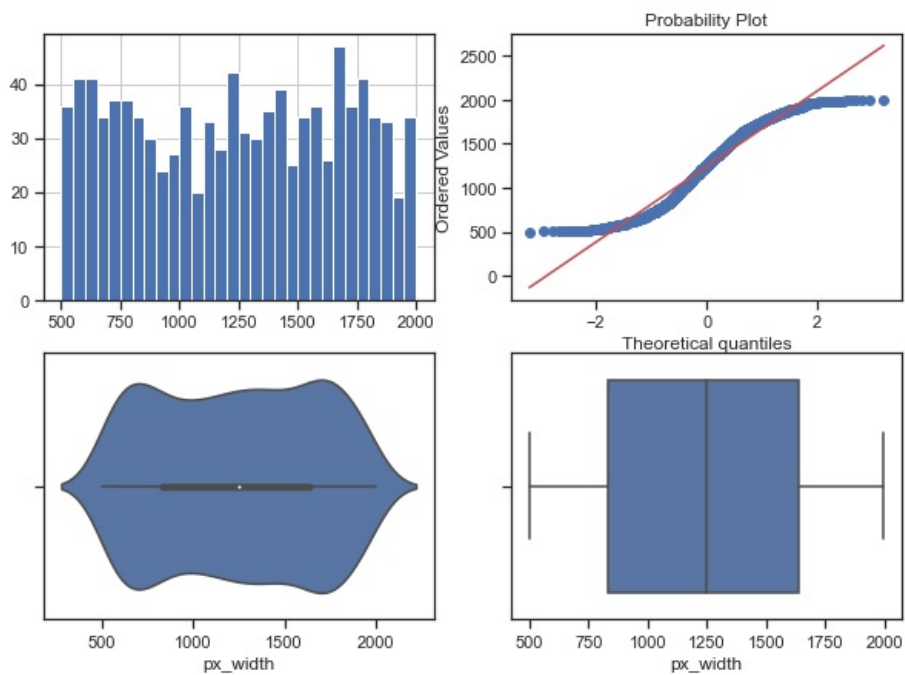 Probability Plot
40
30
20
10
0
500 750 1000 1250 1500 1750 2000
Ordered Values
2500
2000
1500
1000
500
0
−2 0 2
Theoretical quantiles
500 1000 1500 2000
px_width
500 750 1000 1250 1500 1750 2000
px_width